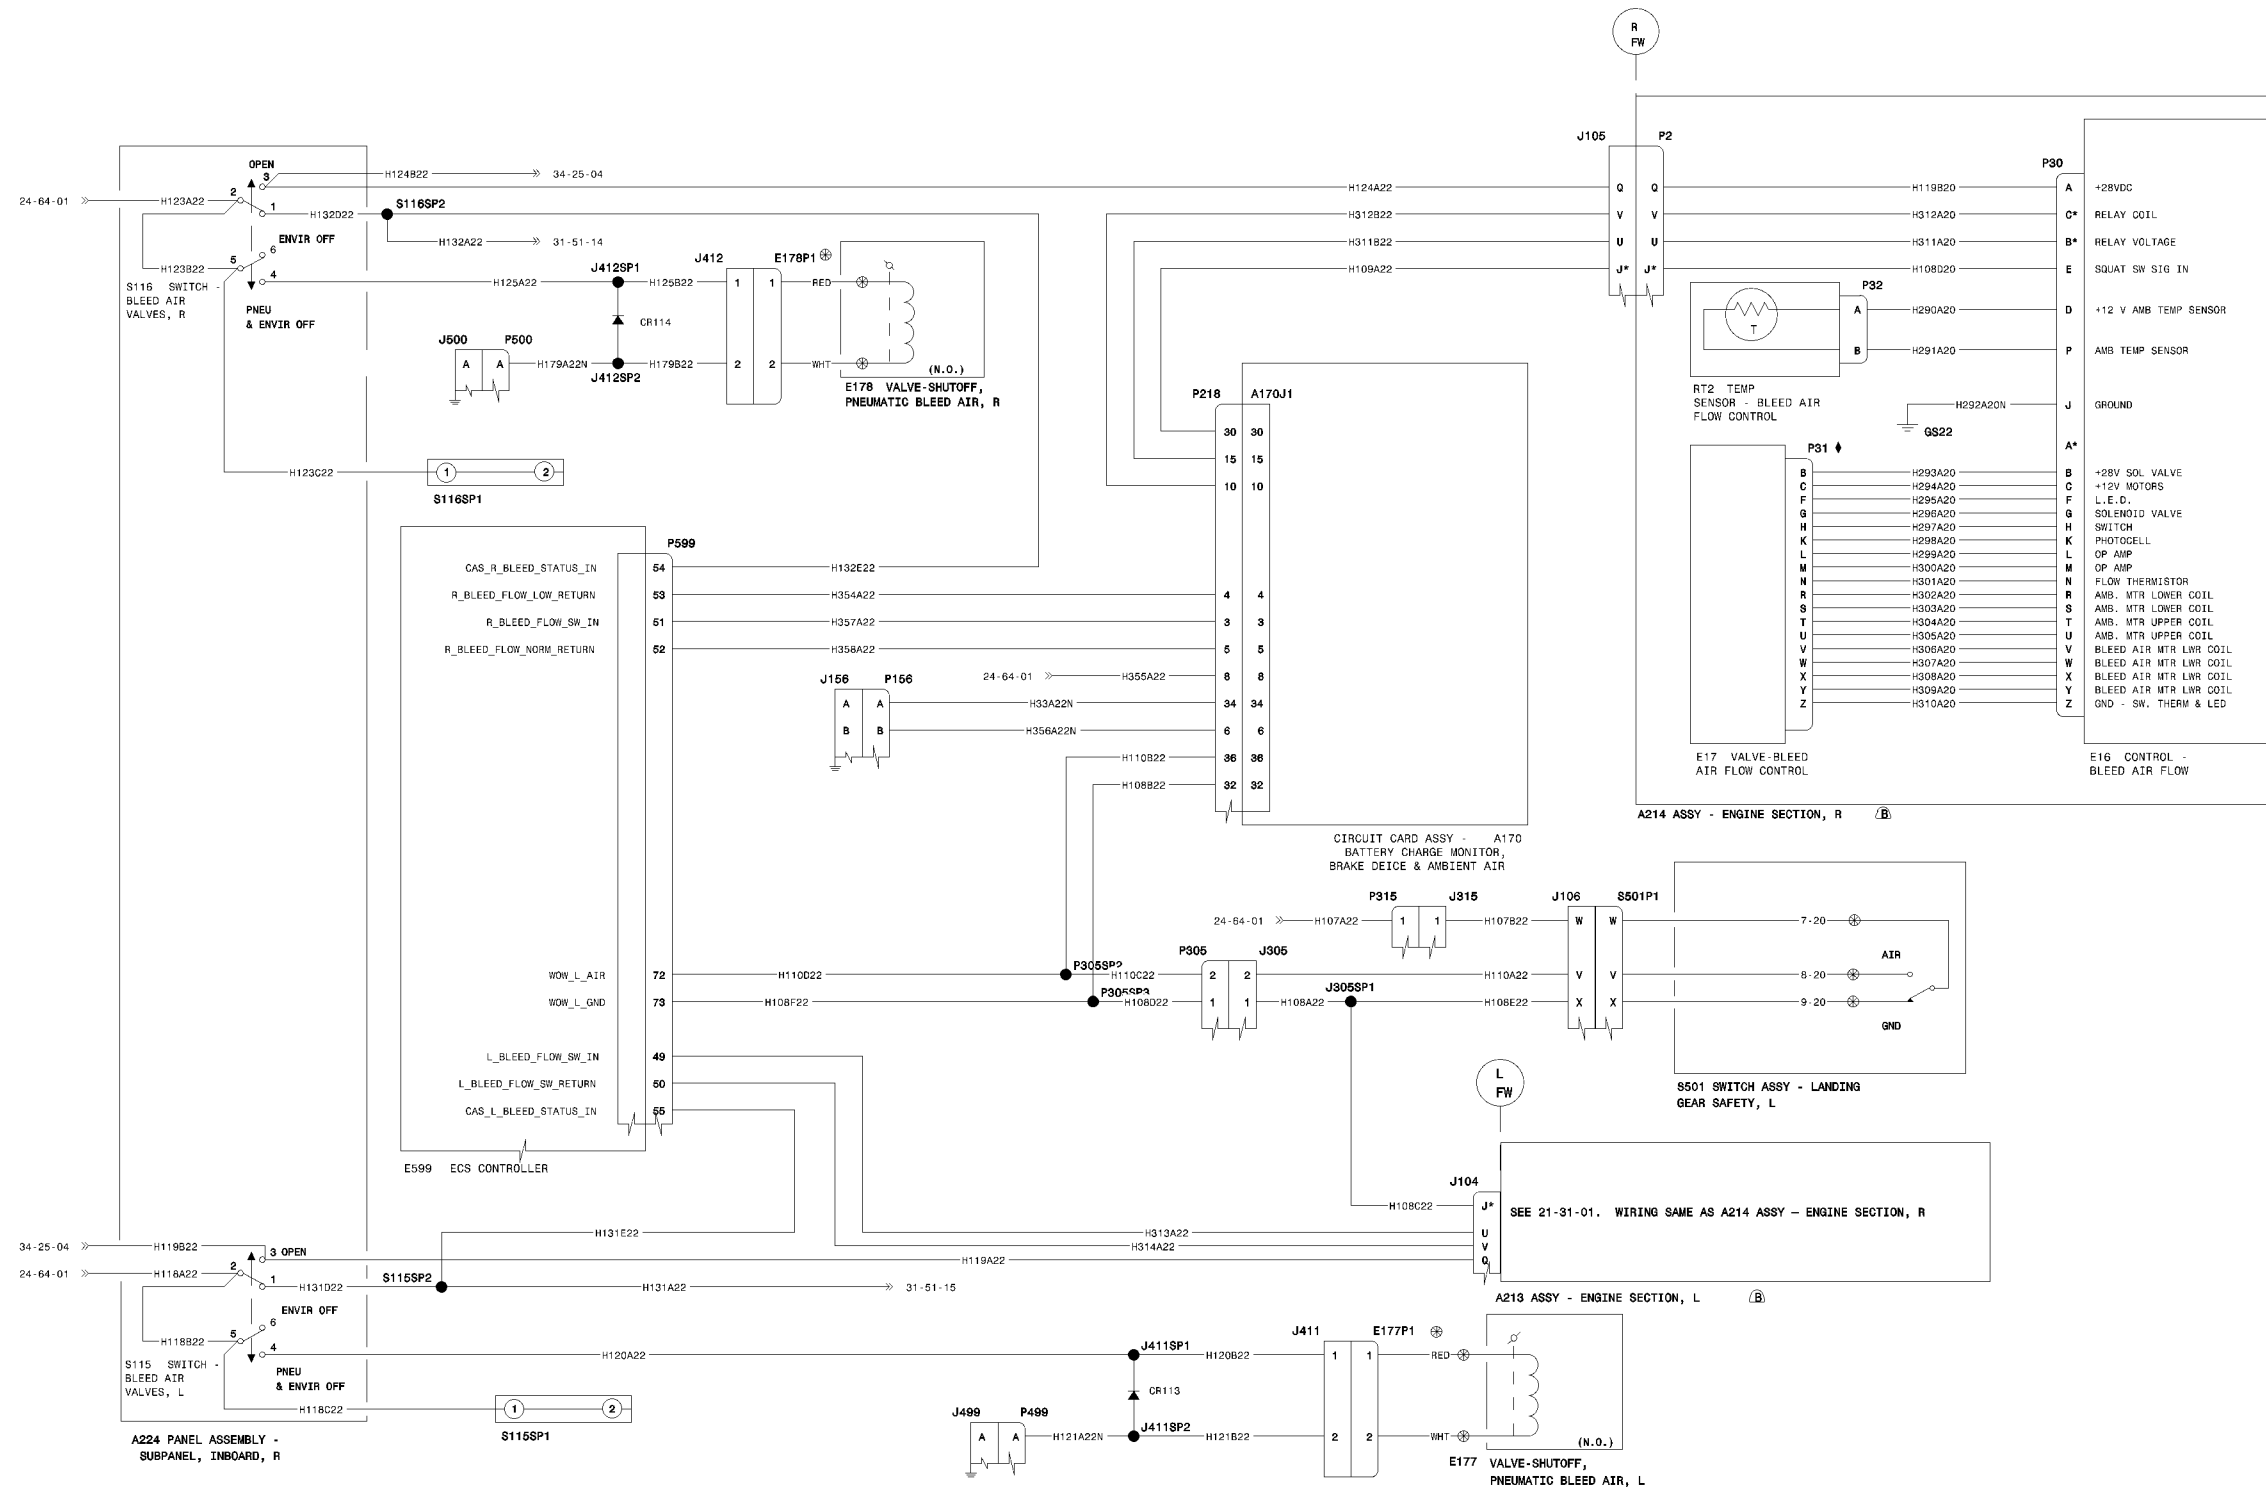 R
FW
J105
P2
P30
OPEN
3
H124B22
34-25-04
24-64-01
H123A22
2
1
H132D22
S116SP2
H124A22
Q
Q
H119B20
A
+28VDC
H312B22
V
V
H312A20
C*
RELAY COIL
ENVIR OFF
H132A22
31-51-14
H311B22
U
U
H311A20
B*
RELAY VOLTAGE
6
5
H123B22
4
J412SP1
J412
E178P1
H109A22
J*
J*
H108D20
E
SQUAT SW SIG IN
S116 SWITCH -
BLEED AIR
VALVES, R
H125A22
H125B22
1
1
RED
P32
PNEU
& ENVIR OFF
CR114
T
A
H290A20
D
+12 V AMB TEMP SENSOR
J500
P500
B
H291A20
P
AMB TEMP SENSOR
A
A
H179A22N
H179B22
2
2
WHT
(N.O.)
J412SP2
E178 VALVE-SHUTOFF,
PNEUMATIC BLEED AIR, R
RT2 TEMP
SENSOR - BLEED AIR
FLOW CONTROL
P218
A170J1
H292A20N
J
GROUND
GS22
30
30
A*
P31
15
15
10
10
H123C22
1
2
S116SP1
B
H293A20
B
+28V SOL VALVE
C
H294A20
C
+12V MOTORS
F
H295A20
F
L.E.D.
G
H296A20
G
SOLENOID VALVE
H
H297A20
H
SWITCH
K
H298A20
K
PHOTOCELL
L
H299A20
L
OP AMP
M
H300A20
M
OP AMP
N
H301A20
N
FLOW THERMISTOR
R
H302A20
R
AMB. MTR LOWER COIL
S
H303A20
S
AMB. MTR LOWER COIL
T
H304A20
T
AMB. MTR UPPER COIL
U
H305A20
U
AMB. MTR UPPER COIL
V
H306A20
V
BLEED AIR MTR LWR COIL
W
H307A20
W
BLEED AIR MTR LWR COIL
X
H308A20
X
BLEED AIR MTR LWR COIL
Y
H309A20
Y
BLEED AIR MTR LWR COIL
Z
H310A20
Z
GND - SW. THERM & LED
P599
CAS_R_BLEED_STATUS_IN
54
H132E22
R_BLEED_FLOW_LOW_RETURN
53
H354A22
4
4
R_BLEED_FLOW_SW_IN
51
H357A22
3
3
R_BLEED_FLOW_NORM_RETURN
52
H358A22
5
5
J156
P156
24-64-01
H355A22
8
8
A
A
H33A22N
34
34
B
B
H356A22N
6
6
H110B22
36
36
H108B22
32
32
E17 VALVE-BLEED
AIR FLOW CONTROL
E16 CONTROL -
BLEED AIR FLOW
A214 ASSY - ENGINE SECTION, R
B
CIRCUIT CARD ASSY - A170
BATTERY CHARGE MONITOR,
BRAKE DEICE & AMBIENT AIR
P315
J315
J106
S501P1
24-64-01
H107A22
1
1
H107B22
W
W
7-20
P305
J305
AIR
WOW_L_AIR
72
H110D22
P305SP2
H110C22
2
2
H110A22
V
V
8-20
WOW_L_GND
73
H108F22
P305SP3
H108D22
1
1
H108A22
J305SP1
H108E22
X
X
9-20
GND
L_BLEED_FLOW_SW_IN
49
L_BLEED_FLOW_SW_RETURN
50
CAS_L_BLEED_STATUS_IN
55
L
FW
S501 SWITCH ASSY - LANDING
GEAR SAFETY, L
E599 ECS CONTROLLER
J104
H108C22
J*
SEE 21-31-01. WIRING SAME AS A214 ASSY – ENGINE SECTION, R
H131E22
H313A22
U
H314A22
V
34-25-04
H119B22
3 OPEN
H119A22
Q
24-64-01
H118A22
2
1
H131D22
S115SP2
H131A22
31-51-15
A213 ASSY - ENGINE SECTION, L
B
ENVIR OFF
6
5
H118B22
4
J411SP1
J411
E177P1
S115 SWITCH -
BLEED AIR
VALVES, L
H120A22
H120B22
1
1
RED
PNEU
& ENVIR OFF
CR113
H118C22
1
2
S115SP1
J499
P499
J411SP2
A
A
H121A22N
H121B22
2
2
WHT
(N.O.)
A224 PANEL ASSEMBLY -
SUBPANEL, INBOARD, R
E177 VALVE-SHUTOFF,
PNEUMATIC BLEED AIR, L